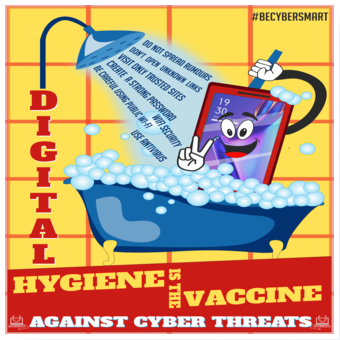 #BECYBERSMART
DO NOT SPREAD RUMOURS
DON'T OPEN UNKNOWN LINKS
VISIT ONLY TRUSTED SITES
CREATE A STRONG PASSWORD
WIFI SECURITY
BE CAREFUL USING PUBLIC WI-FI
USE ANTIVIRUS
19
30
DIGITAL
HYGIENE IS THE VACCINE
AGAINST CYBER THREATS